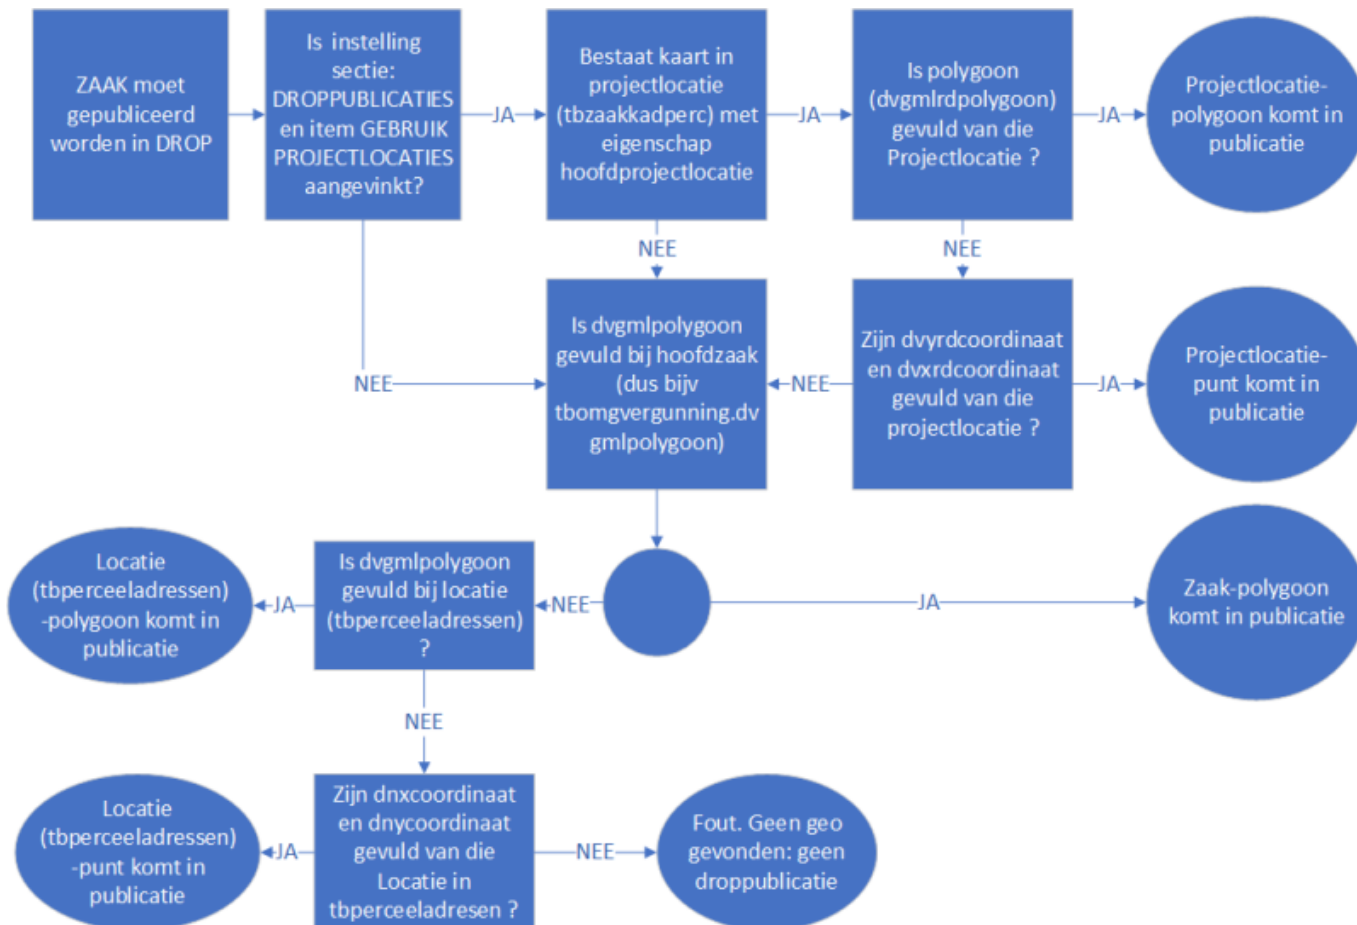 ZAAK moet
gepubliceerd
worden in DROP
Is instelling
sectie:
DROPPUBLICATIES
en item GEBRUIK
PROJECTLOCATIES
aangevinkt?
JA
Bestaat kaart in
projectlocatie
(tbzaakkadperc) met
eigenschap
hoofdprojectlocatie
JA
Is polygoon
(dvgmlrdpolygoon)
gevuld van die
Projectlocatie ?
JA
Projectlocatie-
polygoon komt in
publicatie
NEE
NEE
NEE
Is dvgmlpolygoon
gevuld bij hoofdzaak
(dus bijv
tbomgvergunning.dv
gmlpolygoon)
NEE
Zijn dvyrdcoordinaat
en dvxrdcoordinaat
gevuld van die
projectlocatie ?
JA
Projectlocatie-
punt komt in
publicatie
Locatie
(tbperceeladressen)
-polygoon komt in
publicatie
JA
Is dvgmlpolygoon
gevuld bij locatie
(tbperceeladressen)
?
NEE
JA
Zaak-polygoon
komt in publicatie
NEE
Locatie
(tbperceeladressen)
-punt komt in
publicatie
JA
Zijn dnxcoordinaat
en dnycoordinaat
gevuld van die
Locatie in
tbperceeladresen ?
NEE
Fout. Geen geo
gevonden: geen
droppublicatie